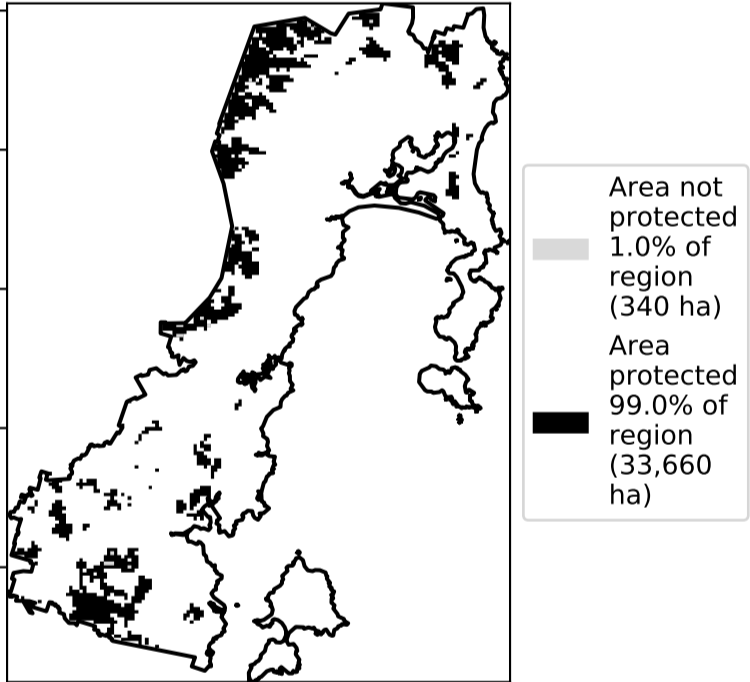 Area not
protected
1.0% of
region
(340 ha)
Area
protected
99.0% of
region
(33,660
ha)